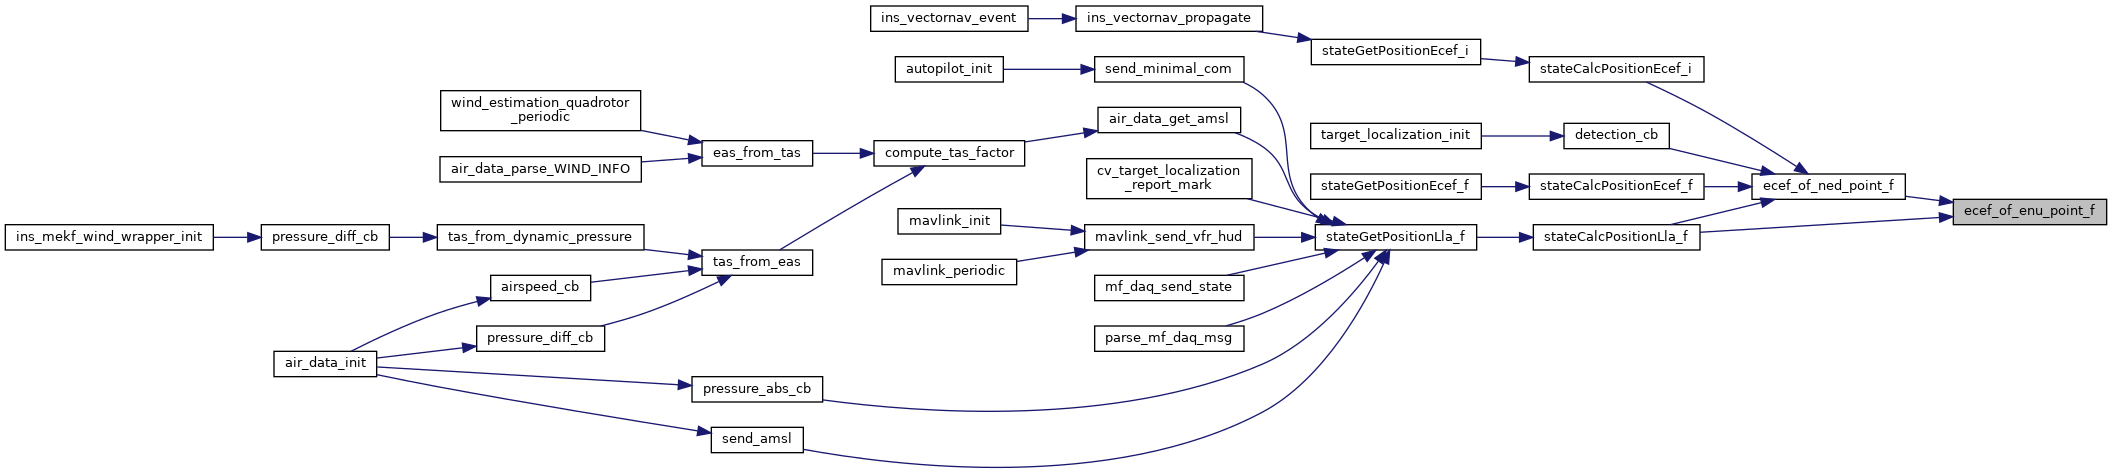 ins_vectornav_event
ins_vectornav_propagate
stateGetPositionEcef_i
autopilot_init
send_minimal_com
stateCalcPositionEcef_i
wind_estimation_quadrotor
_periodic
air_data_get_amsl
target_localization_init
detection_cb
eas_from_tas
compute_tas_factor
air_data_parse_WIND_INFO
cv_target_localization
_report_mark
stateGetPositionEcef_f
stateCalcPositionEcef_f
ecef_of_ned_point_f
ecef_of_enu_point_f
mavlink_init
ins_mekf_wind_wrapper_init
pressure_diff_cb
tas_from_dynamic_pressure
mavlink_send_vfr_hud
stateGetPositionLla_f
stateCalcPositionLla_f
tas_from_eas
mavlink_periodic
airspeed_cb
mf_daq_send_state
pressure_diff_cb
parse_mf_daq_msg
air_data_init
pressure_abs_cb
send_amsl